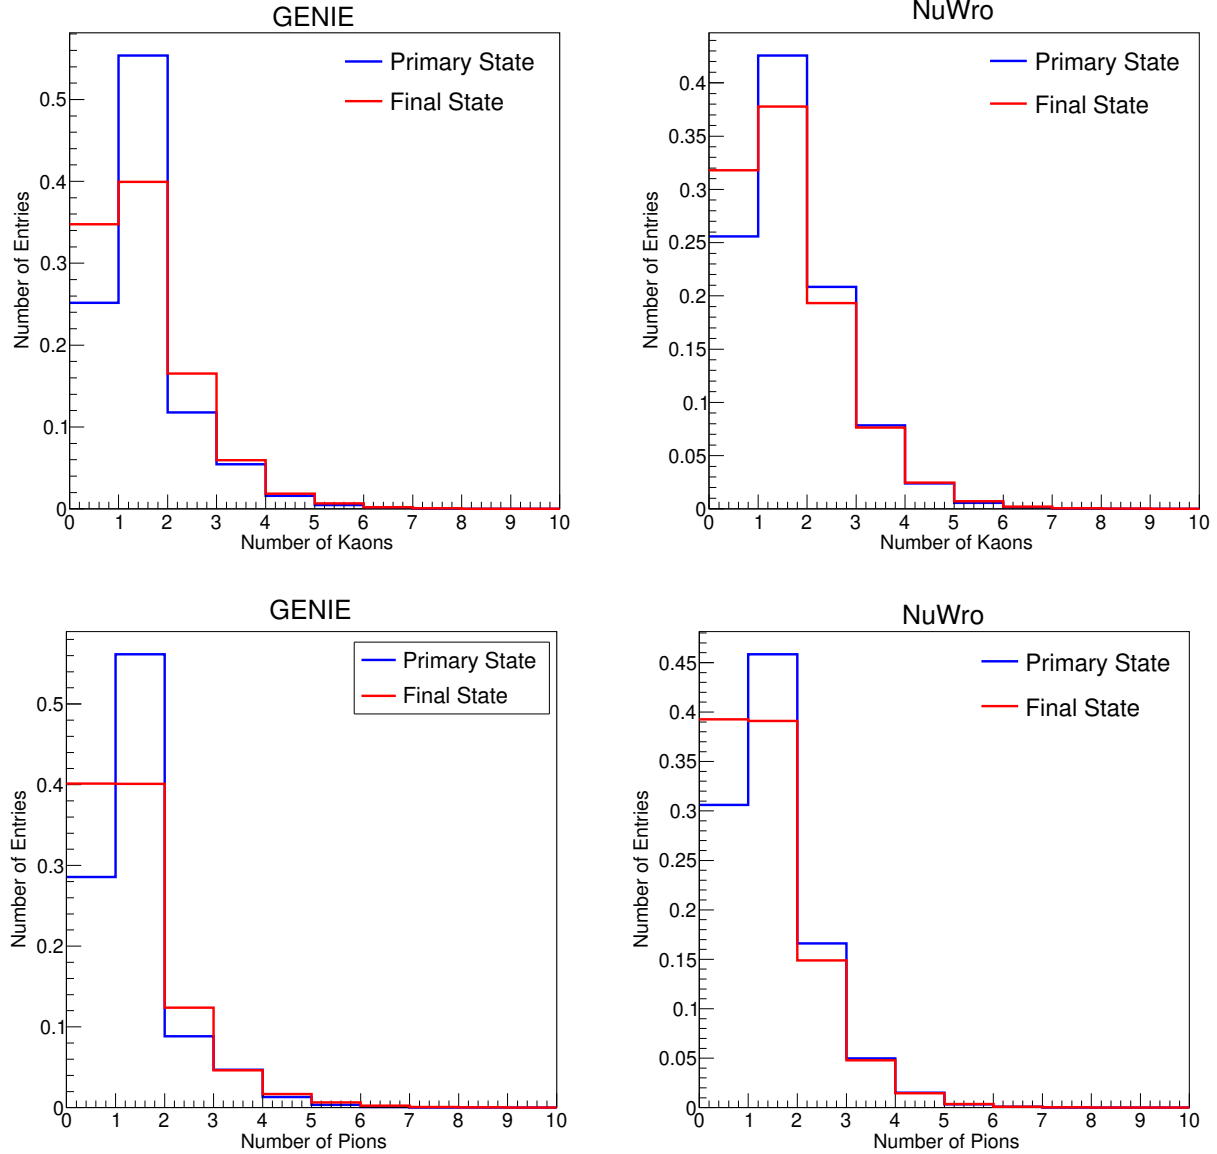 GENIE
Primary State
Final State
Number of Entries
0.5
0.4
0.3
0.2
0.1
0
0 1 2 3 4 5 6 7 8 9 10
Number of Kaons
NuWro
Primary State
Final State
Number of Entries
0.4
0.35
0.3
0.25
0.2
0.15
0.1
0.05
0
0 1 2 3 4 5 6 7 8 9 10
Number of Kaons
GENIE
Primary State
Final State
Number of Entries
0.5
0.4
0.3
0.2
0.1
0
0 1 2 3 4 5 6 7 8 9 10
Number of Pions
NuWro
Primary State
Final State
Number of Entries
0.45
0.4
0.35
0.3
0.25
0.2
0.15
0.1
0.05
0
0 1 2 3 4 5 6 7 8 9 10
Number of Pions